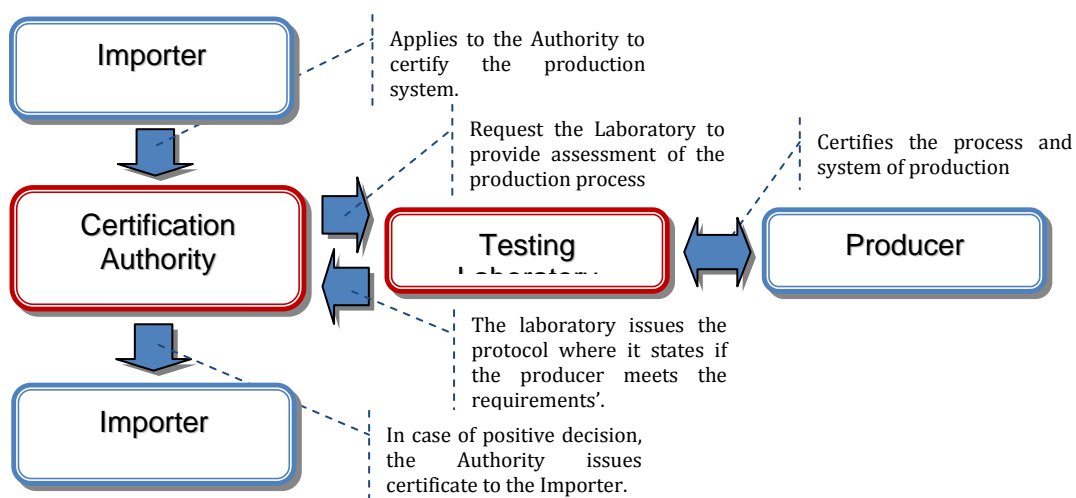 Importer
Applies to the Authority to
certify the production
system.
Request the Laboratory to
provide assessment of the
production process
Certifies the process and
system of production
Certification
Authority
Testing
Laboratory
Producer
The laboratory issues the
protocol where it states if
the producer meets the
requirements’.
Importer
In case of positive decision,
the Authority issues
certificate to the Importer.